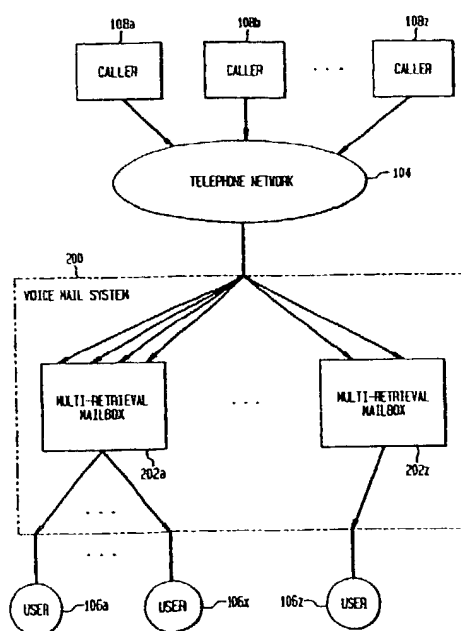 108a 108b 108z
CALLER CALLER . . . CALLER
TELEPHONE NETWORK
104
200
VOICE MAIL SYSTEM
MULTI-RETRIEVAL
MAILBOX
. . .
MULTI-RETRIEVAL
MAILBOX
202a 202z
. . .
. . .
USER 106a USER 106x 106z USER